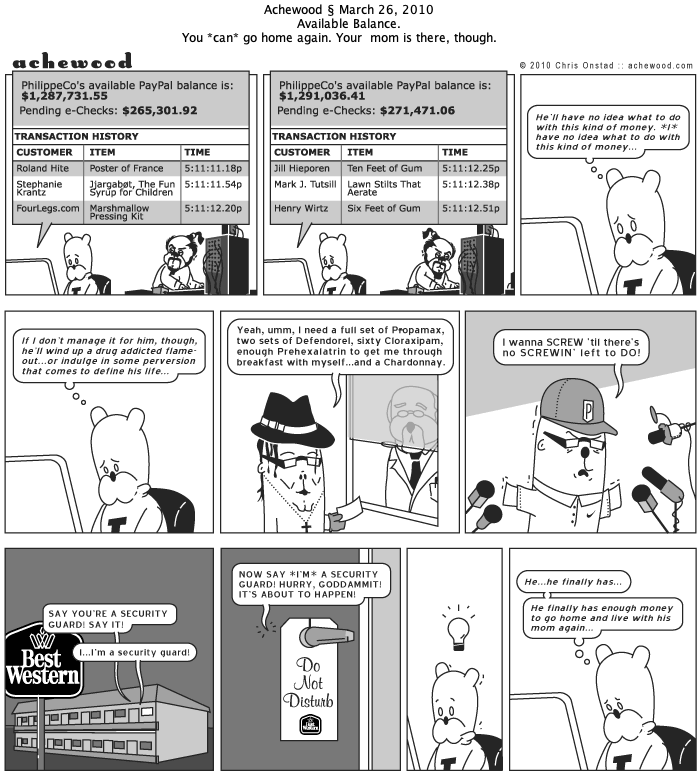 Achewood § March 26, 2010
Available Balance.
You *can* go home again. Your mom is there, though.
achewood
© 2010 Chris Onstad :: achewood.com
PhilippeCo's available PayPal balance is:
$1,287,731.55
Pending e-Checks: $265,301.92
TRANSACTION HISTORY
CUSTOMER ITEM TIME
Roland Hite Poster of France 5:11:11.18p
Stephanie Krantz Jjargabøt, The Fun Syrup for Children 5:11:11.54p
FourLegs.com Marshmallow Pressing Kit 5:11:12.20p
PhilippeCo's available PayPal balance is:
$1,291,036.41
Pending e-Checks: $271,471.06
TRANSACTION HISTORY
CUSTOMER ITEM TIME
Jill Hieporen Ten Feet of Gum 5:11:12.25p
Mark J. Tutsill Lawn Stilts That Aerate 5:11:12.38p
Henry Wirtz Six Feet of Gum 5:11:12.51p
He'll have no idea what to do
with this kind of money. *I*
have no idea what to do with
this kind of money...
T
If I don't manage it for him, though,
he'll wind up a drug addicted flame-
out...or indulge in some perversion
that comes to define his life...
T
Yeah, umm, I need a full set of Propamax,
two sets of Defendorel, sixty Cloraxipam,
enough Prehexalatrin to get me through
breakfast with myself...and a Chardonnay.
I wanna SCREW 'til there's
no SCREWIN' left to DO!
P
SAY YOU'RE A SECURITY
GUARD! SAY IT!
I...I'm a security guard!
Best
Western
NOW SAY *I'M* A SECURITY
GUARD! HURRY, GODDAMMIT!
IT'S ABOUT TO HAPPEN!
Do
Not
Disturb
Best
Western
T
He...he finally has...
He finally has enough money
to go home and live with his
mom again...
T